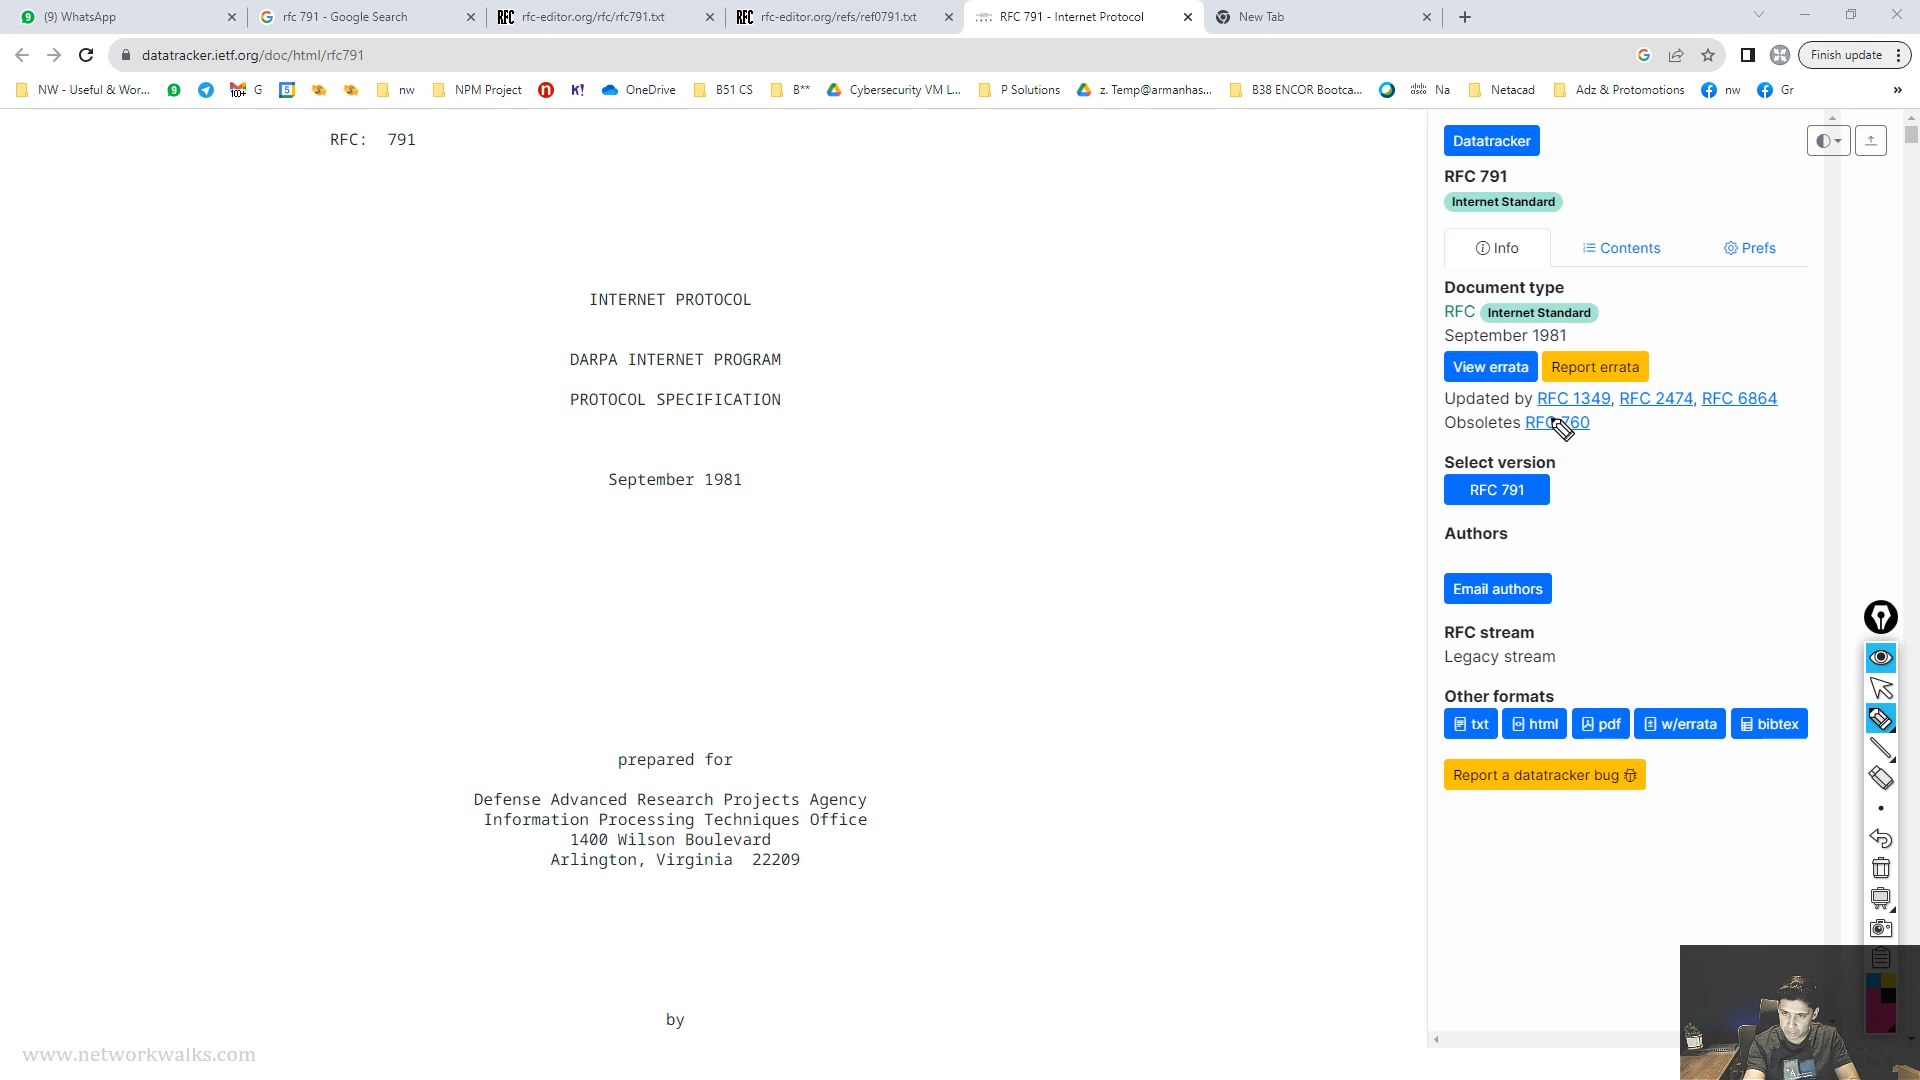 (9) WhatsApp
rfc 791 - Google Search
RFC rfc-editor.org/rfc/rfc791.txt
RFC rfc-editor.org/refs/ref0791.txt
RFC 791 - Internet Protocol
New Tab
datatracker.ietf.org/doc/html/rfc791
Finish update
NW - Useful & Wor...
G
nw
NPM Project
K!
OneDrive
B51 CS
B**
Cybersecurity VM L...
P Solutions
z. Temp@armanhas...
B38 ENCOR Bootca...
Na
Netacad
Adz & Protomotions
nw
Gr
»
RFC: 791
INTERNET PROTOCOL
DARPA INTERNET PROGRAM
PROTOCOL SPECIFICATION
September 1981
prepared for
Defense Advanced Research Projects Agency
Information Processing Techniques Office
1400 Wilson Boulevard
Arlington, Virginia 22209
by
www.networkwalks.com
Datatracker
RFC 791
Internet Standard
Info Contents Prefs
Document type
RFC Internet Standard
September 1981
View errata Report errata
Updated by RFC 1349, RFC 2474, RFC 6864
Obsoletes RFC 760
Select version
RFC 791
Authors
Email authors
RFC stream
Legacy stream
Other formats
txt html pdf w/errata bibtex
Report a datatracker bug